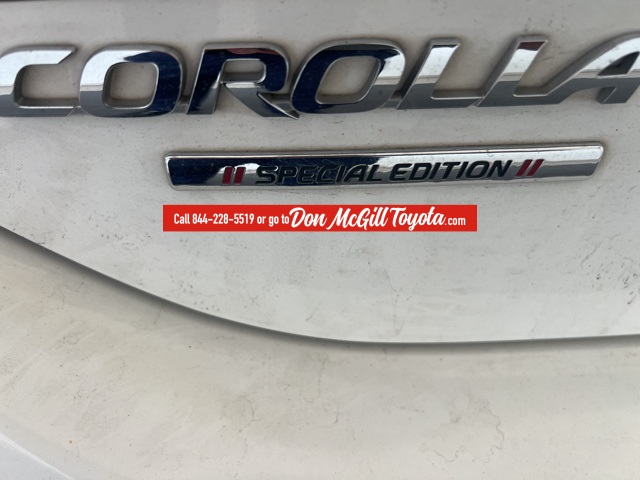 COROLLA
SPECIAL EDITION
Call 844-228-5519 or go to Don McGill Toyota.com